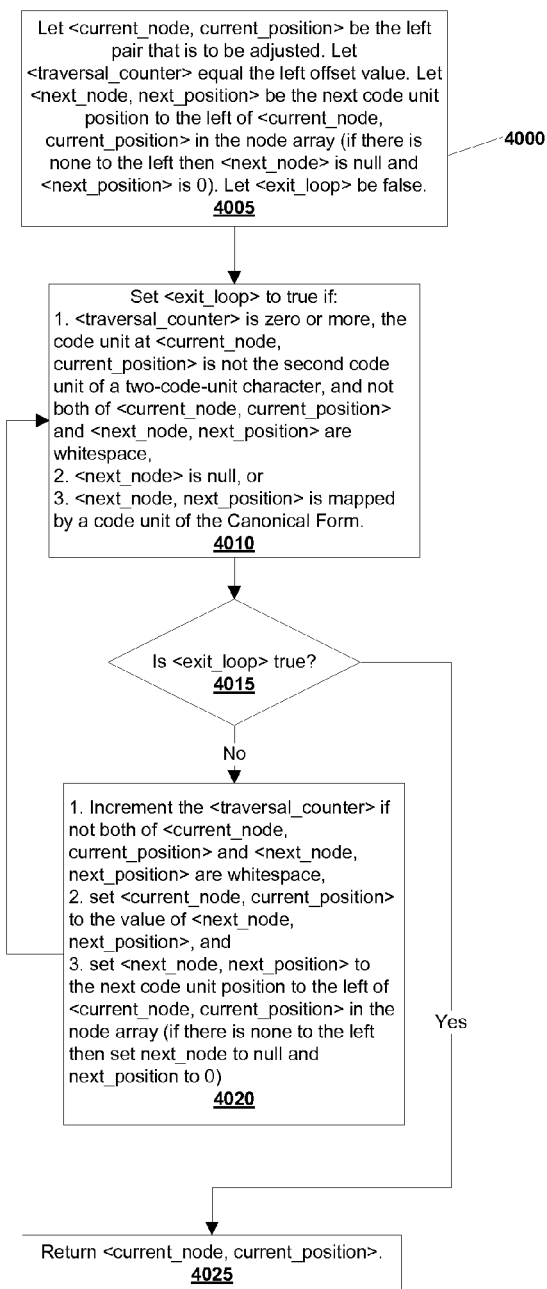 Let <current_node, current_position> be the left
pair that is to be adjusted. Let
<traversal_counter> equal the left offset value. Let
<next_node, next_position> be the next code unit
position to the left of <current_node,
current_position> in the node array (if there is
none to the left then <next_node> is null and
<next_position> is 0). Let <exit_loop> be false.
4005
4000
Set <exit_loop> to true if:
1. <traversal_counter> is zero or more, the
code unit at <current_node,
current_position> is not the second code
unit of a two-code-unit character, and not
both of <current_node, current_position>
and <next_node, next_position> are
whitespace,
2. <next_node> is null, or
3. <next_node, next_position> is mapped
by a code unit of the Canonical Form.
4010
Is <exit_loop> true?
4015
No
1. Increment the <traversal_counter> if
not both of <current_node,
current_position> and <next_node,
next_position> are whitespace,
2. set <current_node, current_position>
to the value of <next_node,
next_position>, and
3. set <next_node, next_position> to
the next code unit position to the left of
<current_node, current_position> in the
node array (if there is none to the left
then set next_node to null and
next_position to 0)
4020
Yes
Return <current_node, current_position>.
4025